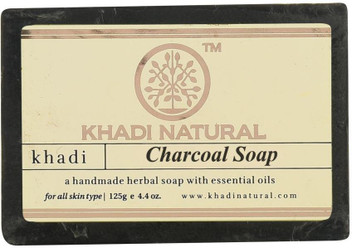 TM
KHADI NATURAL
khadi Charcoal Soap
a handmade herbal soap with essential oils
for all skin type| 125g e 4.4 oz. www.khadinatural.com